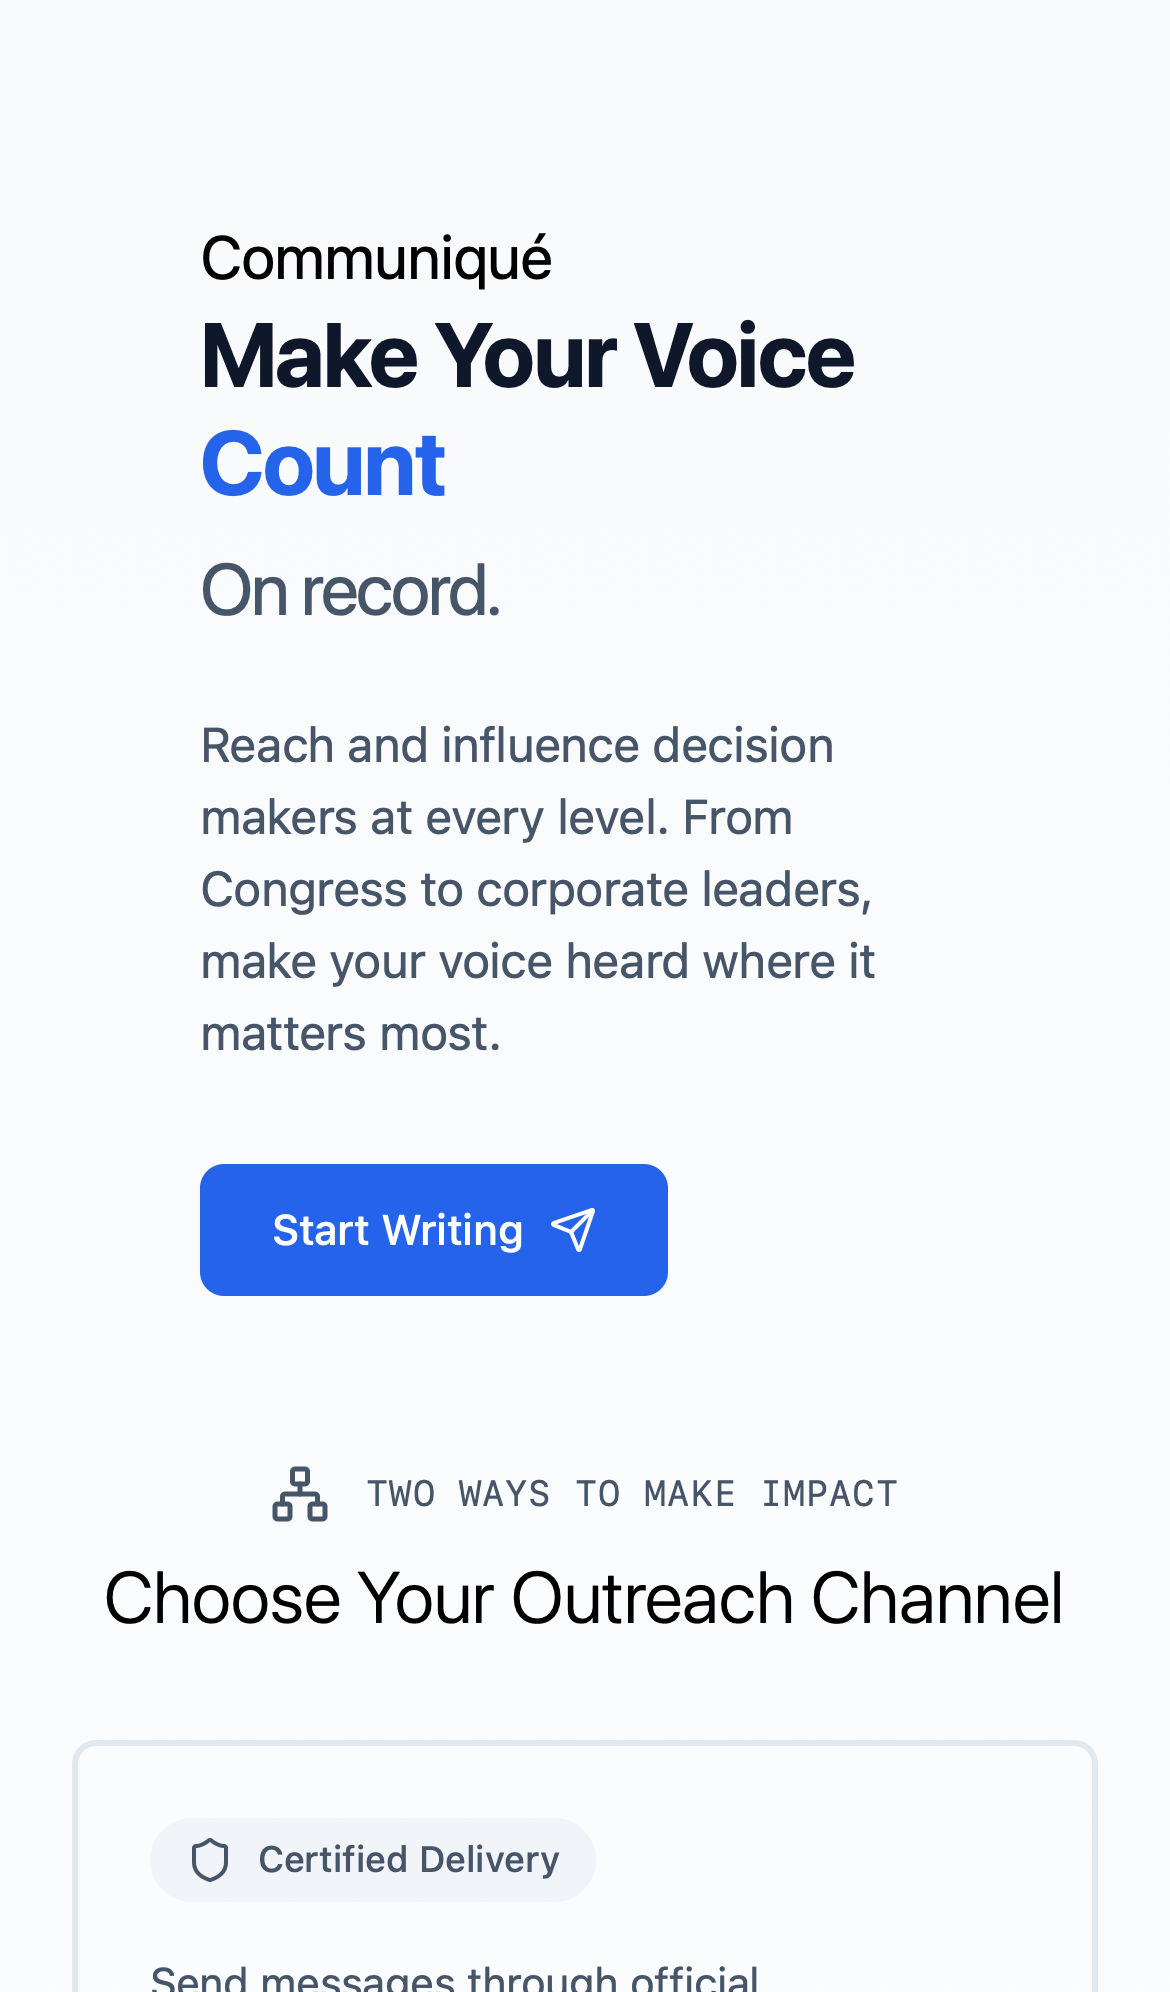 Communiqué
Make Your Voice
Count
On record.
Reach and influence decision
makers at every level. From
Congress to corporate leaders,
make your voice heard where it
matters most.
Start Writing
TWO WAYS TO MAKE IMPACT
Choose Your Outreach Channel
Certified Delivery
Send messages through official